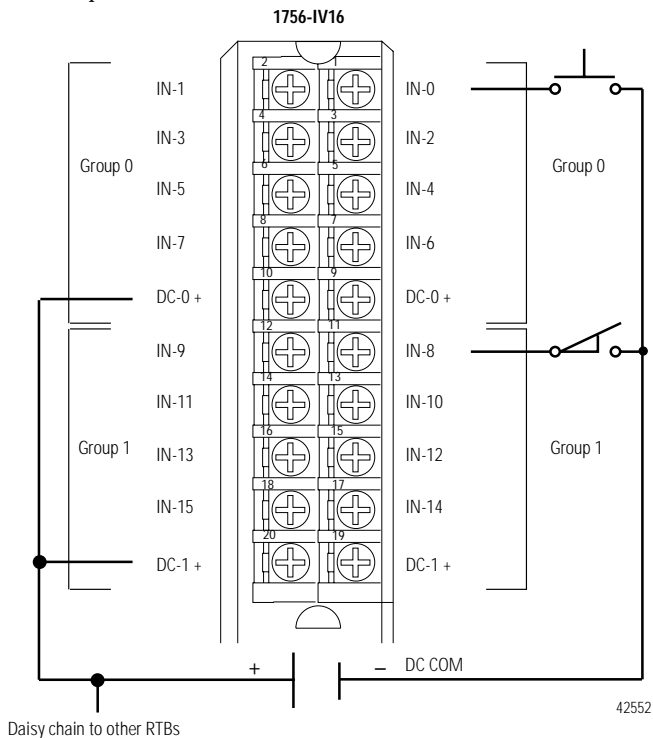 1756-IV16
2 1
IN-1 IN-0
4 3
IN-3 IN-2
Group 0 Group 0
6 5
IN-5 IN-4
8 7
IN-7 IN-6
10 9
DC-0 + DC-0 +
12 11
IN-9 IN-8
14 13
IN-11 IN-10
16 15
Group 1 Group 1
IN-13 IN-12
18 17
IN-15 IN-14
20 19
DC-1 + DC-1 +
+ – DC COM
42552
Daisy chain to other RTBs